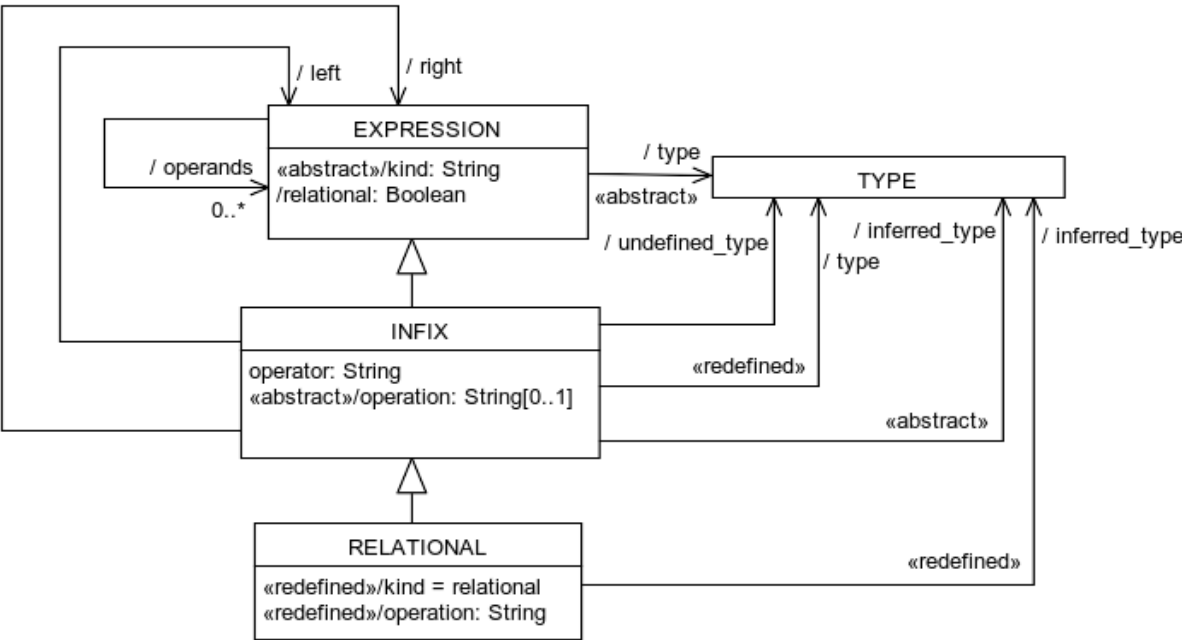 / left
/ right
EXPRESSION
«abstract»/kind: String
/relational: Boolean
/ operands
0..*
/ type
«abstract»
TYPE
/ undefined_type
/ type
/ inferred_type
/ inferred_type
INFIX
operator: String
«abstract»/operation: String[0..1]
«redefined»
«abstract»
RELATIONAL
«redefined»/kind = relational
«redefined»/operation: String
«redefined»